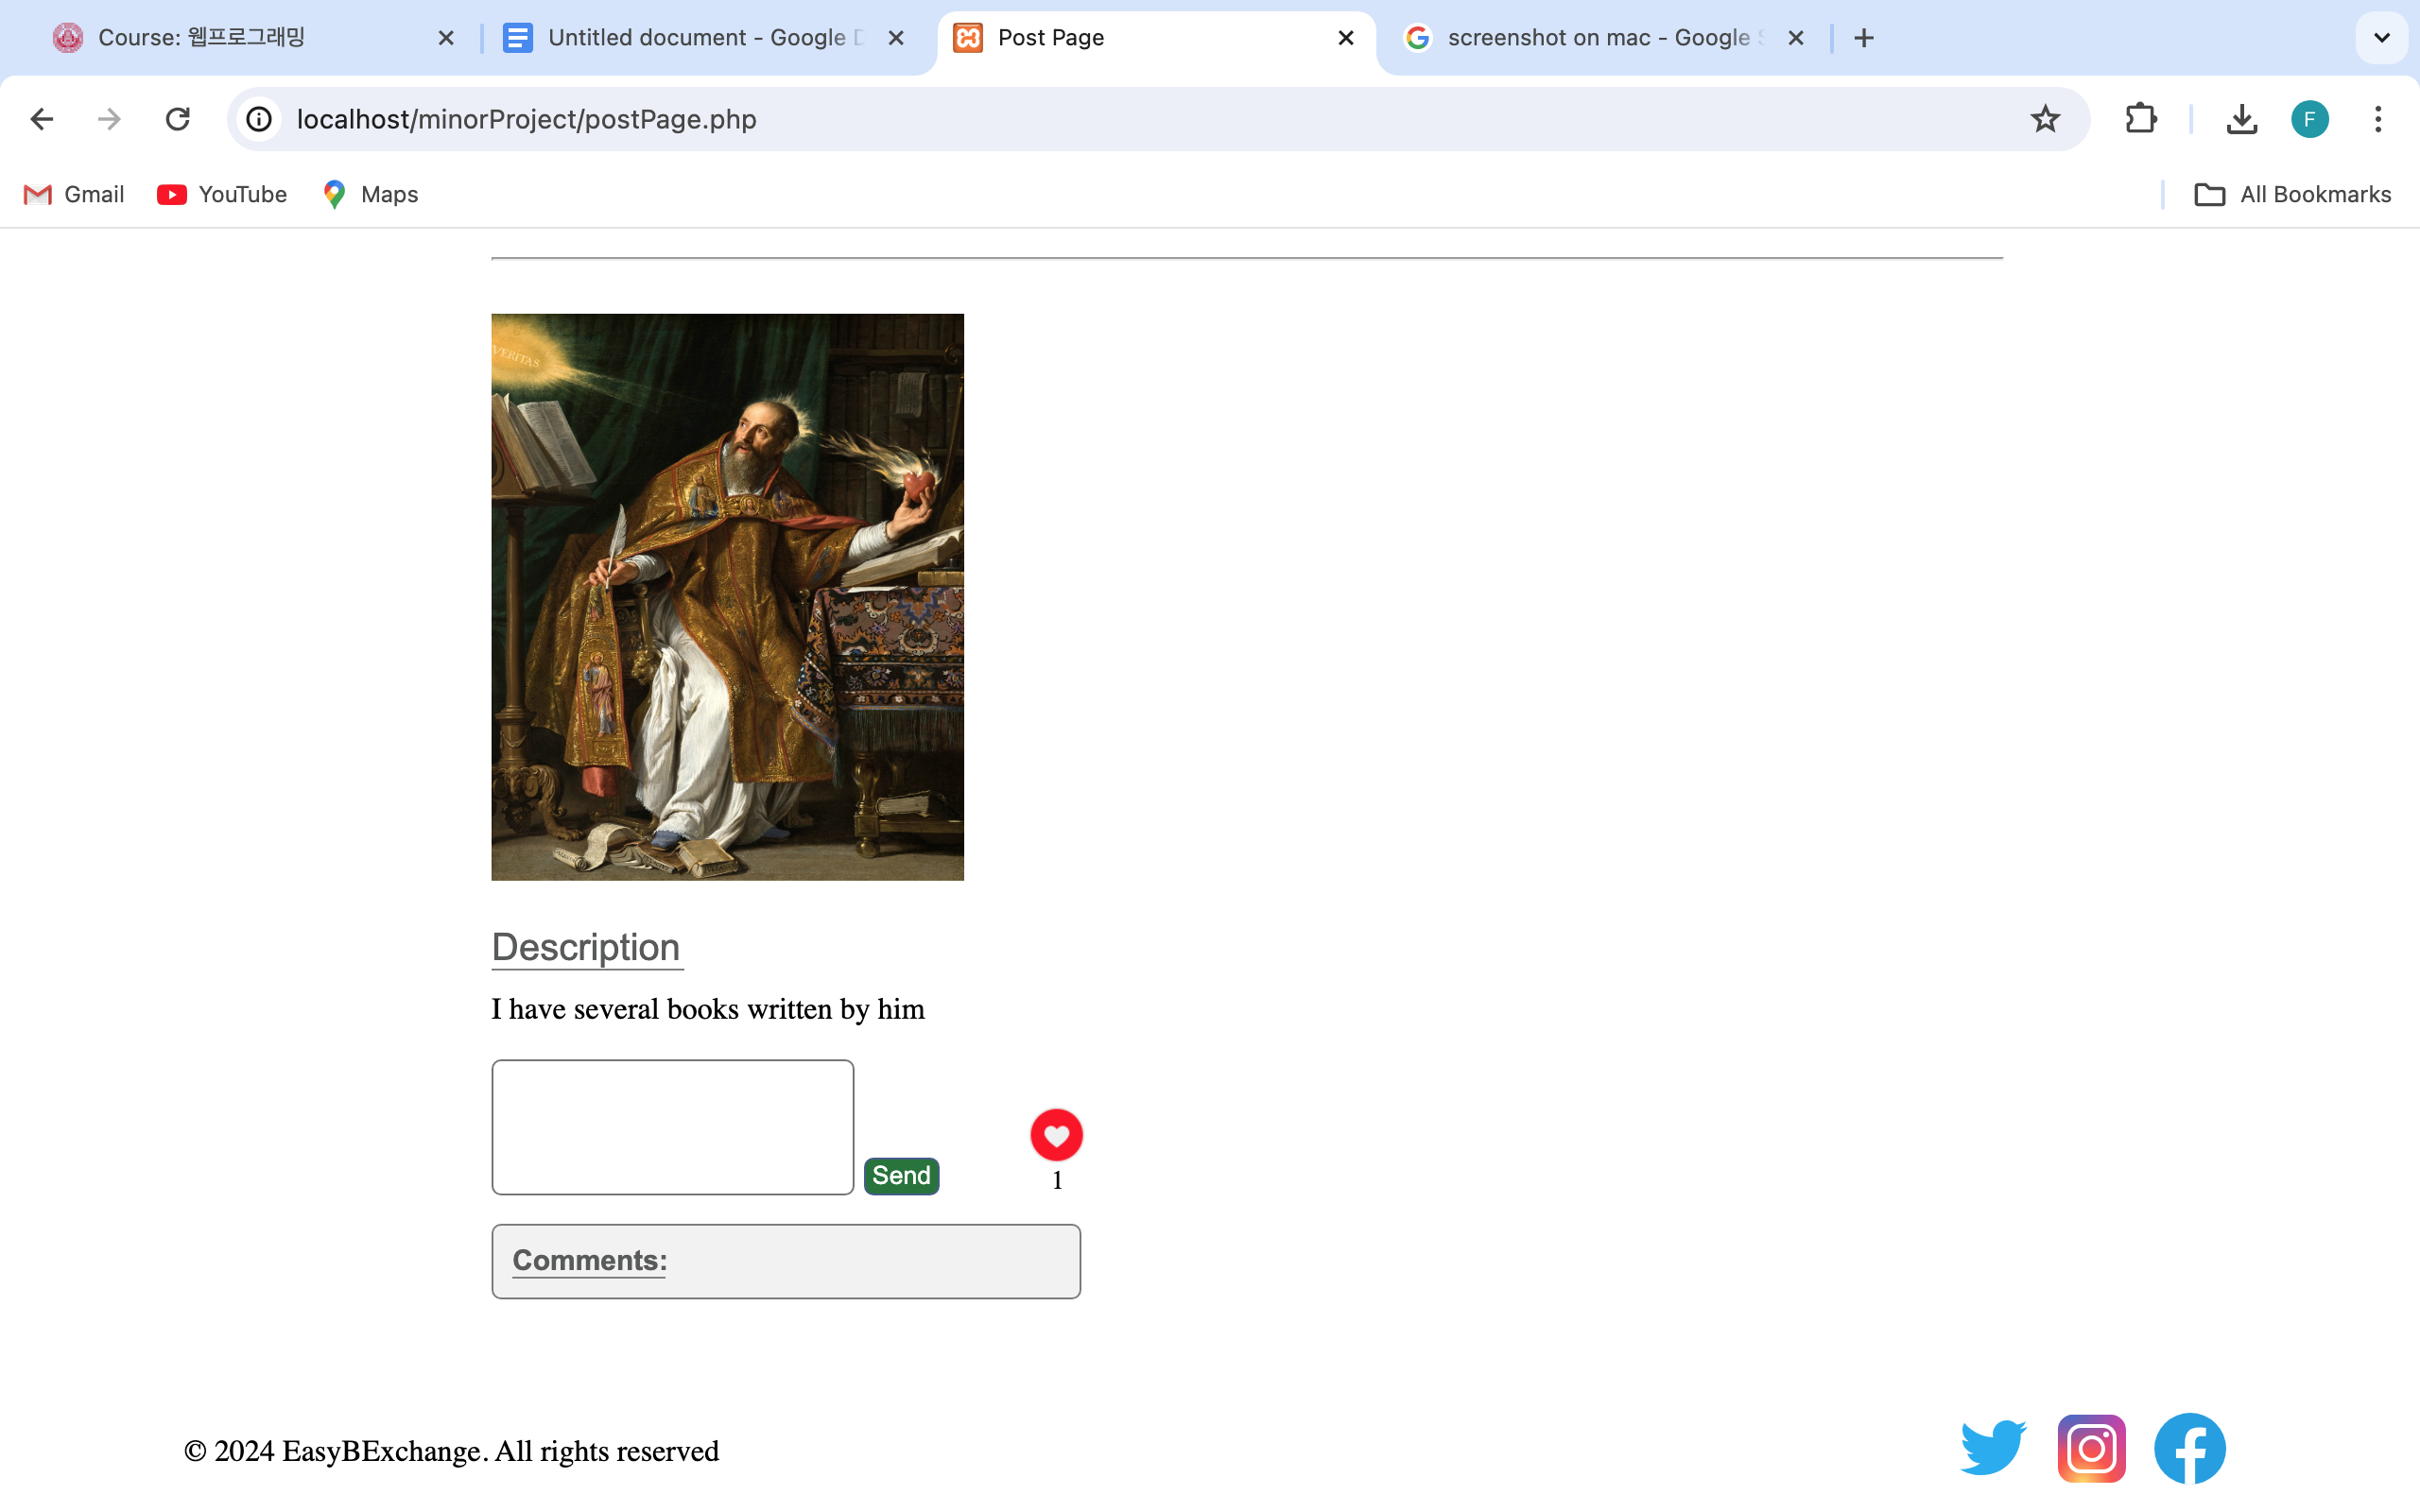 Course: 웹프로그래밍
Untitled document - Google D
Post Page
screenshot on mac - Google S
localhost/minorProject/postPage.php
F
Gmail
YouTube
Maps
All Bookmarks
VERITAS
Description
I have several books written by him
Send
1
Comments:
© 2024 EasyBExchange. All rights reserved